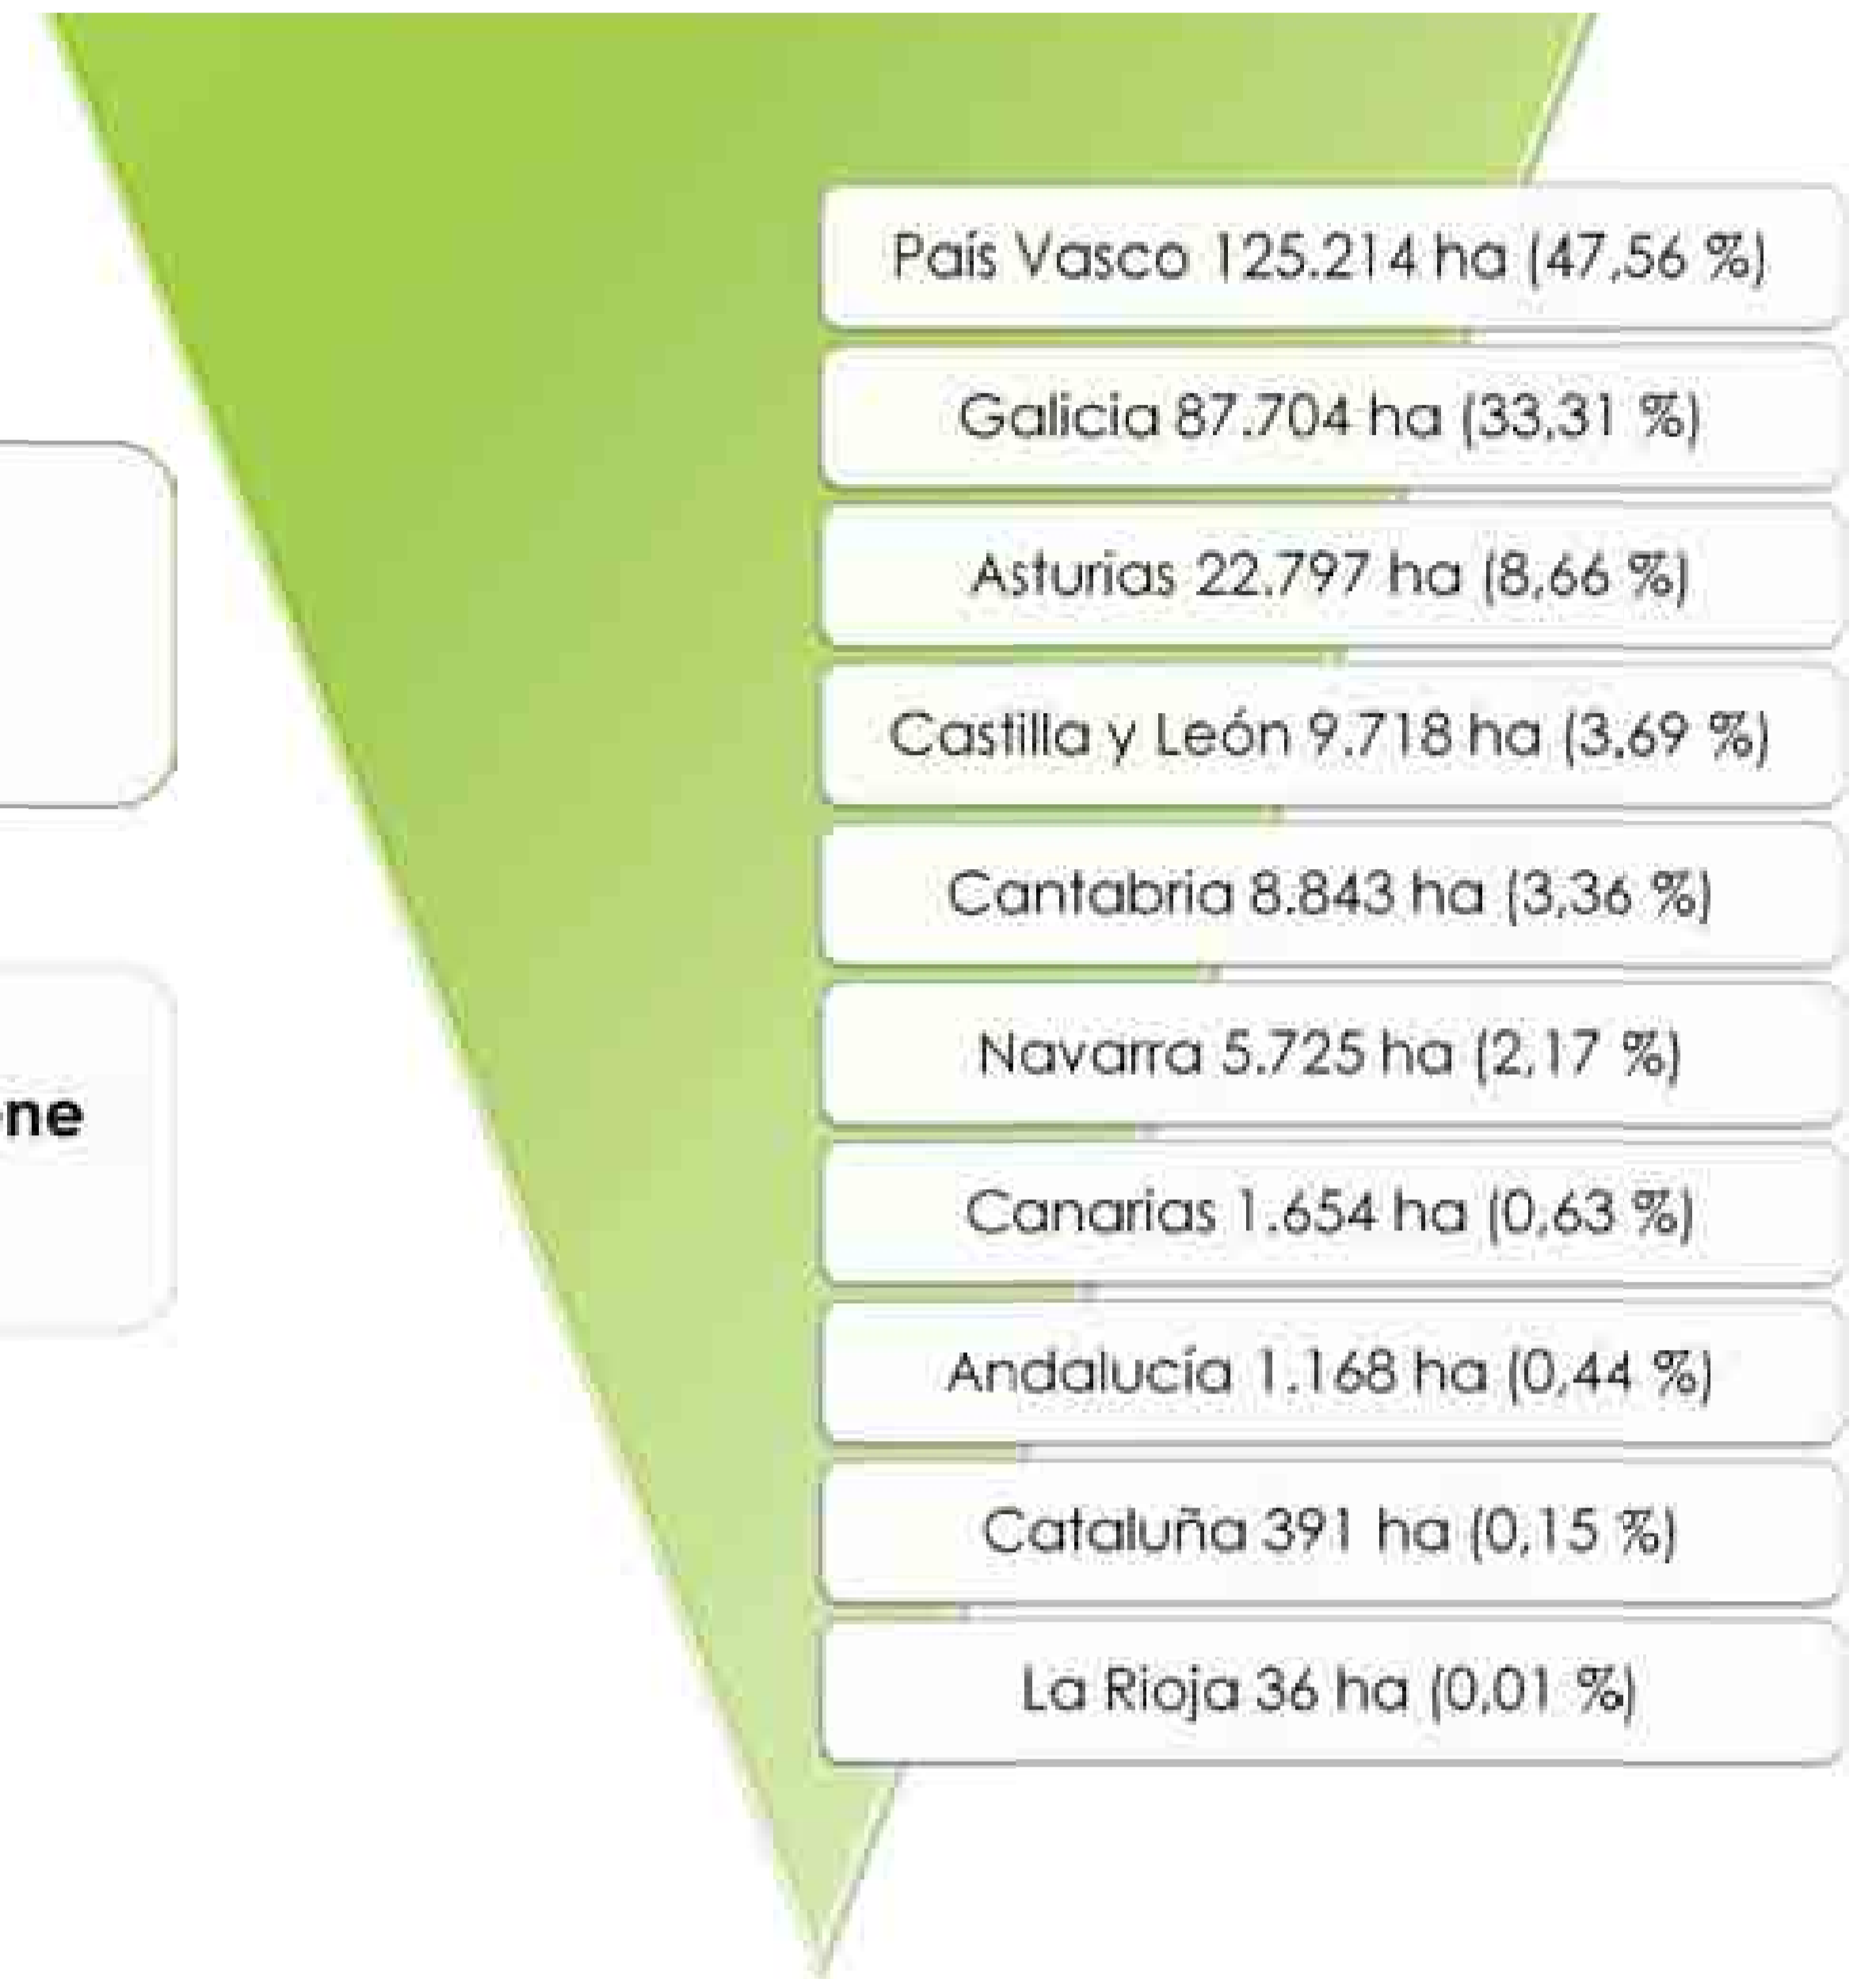 País Vasco 125.214 ha (47,56 %)
Galicia 87.704 ha (33,31 %)
Asturias 22.797 ha (8,66 %)
Castilla y León 9.718 ha (3,69 %)
Cantabria 8.843 ha (3,36 %)
ne
Navarra 5.725 ha (2,17 %)
Canarias 1.654 ha (0,63 %)
Andalucía 1.168 ha (0,44 %)
Cataluña 391 ha (0,15 %)
La Rioja 36 ha (0,01 %)